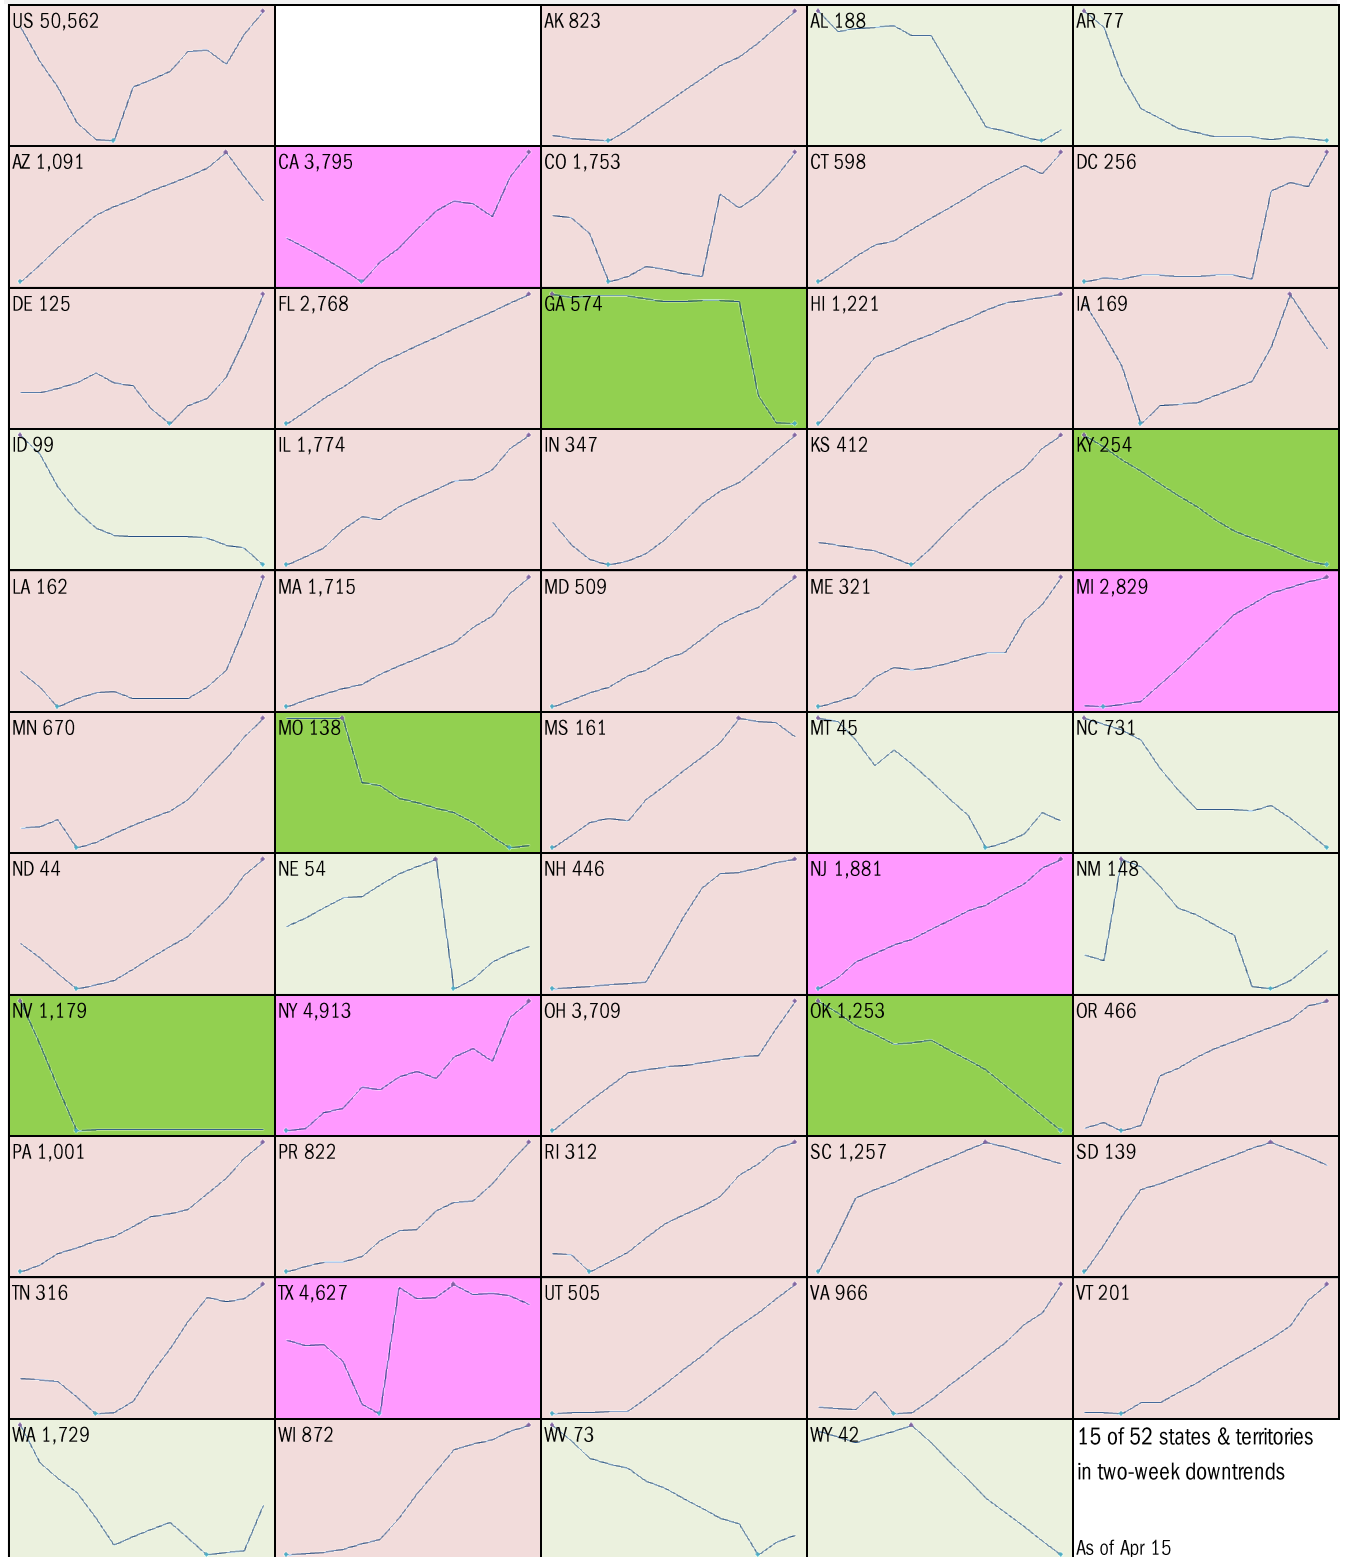 US 50,562
AK 823
AL 188
AR 77
AZ 1,091
CA 3,795
CO 1,753
CT 598
DC 256
DE 125
FL 2,768
GA 574
HI 1,221
IA 169
ID 99
IL 1,774
IN 347
KS 412
KY 254
LA 162
MA 1,715
MD 509
ME 321
MI 2,829
MN 670
MO 138
MS 161
MT 45
NC 731
ND 44
NE 54
NH 446
NJ 1,881
NM 148
NV 1,179
NY 4,913
OH 3,709
OK 1,253
OR 466
PA 1,001
PR 822
RI 312
SC 1,257
SD 139
TN 316
TX 4,627
UT 505
VA 966
VT 201
WA 1,729
WI 872
WV 73
WY 42
15 of 52 states & territories
in two-week downtrends
As of Apr 15